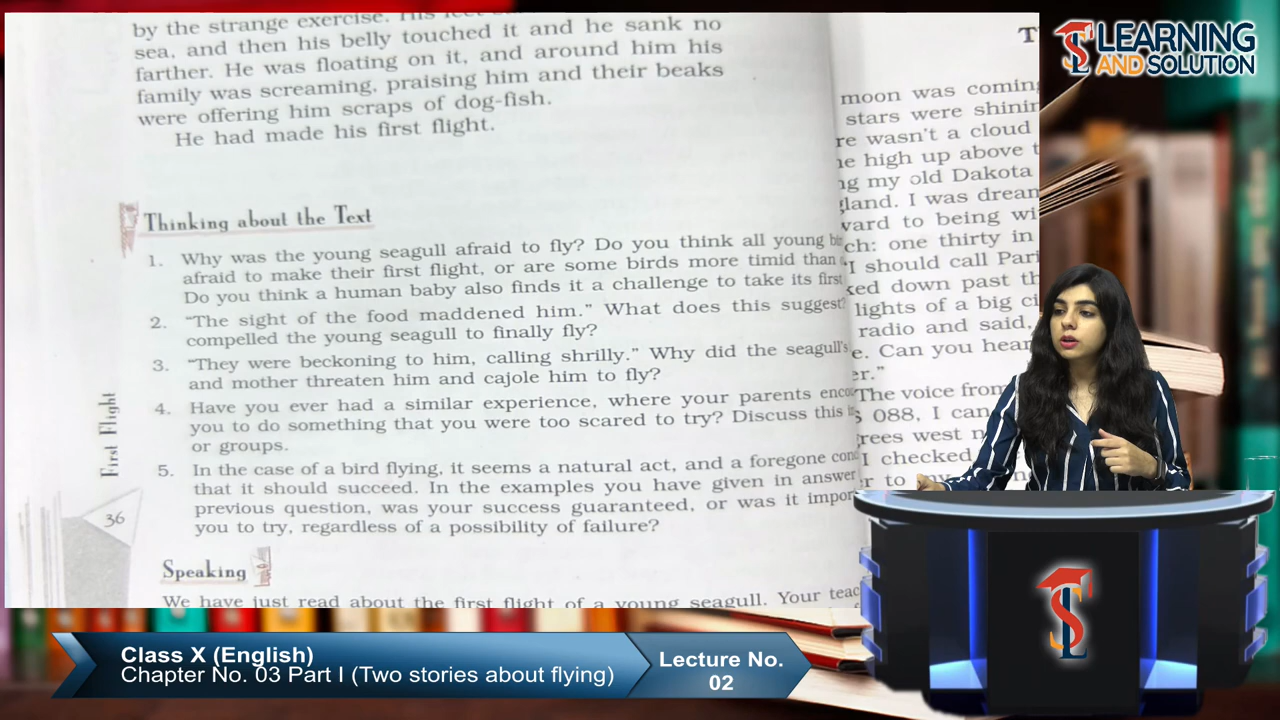 by the strange exercise.
sea, and then his belly touched it and he sank no
farther. He was floating on it, and around him his
family was screaming, praising him and their beaks
were offering him scraps of dog-fish.
He had made his first flight.
Thinking about the Text
1. Why was the young seagull afraid to fly? Do you think all young
afraid to make their first flight, or are some birds more timid than
Do you think a human baby also finds it a challenge to take its first
2. "The sight of the food maddened him." What does this suggest?
compelled the young seagull to finally fly?
3. "They were beckoning to him, calling shrilly." Why did the seagull's
and mother threaten him and cajole him to fly?
4. Have you ever had a similar experience, where your parents
you to do something that you were too scared to try? Discuss this
or groups.
5. In the case of a bird flying, it seems a natural act, and a foregone
that it should succeed. In the examples you have given in answer
previous question, was your success guaranteed, or was it
you to try, regardless of a possibility of failure?
Speaking
We have just read about the first flight of a young seagull. Your
First Flight
36
moon was coming
stars were
wasn't a cloud
high up above
my old Dakota
I was
to being
one thirty in
I should call
down past
lights of a big
radio and said,
Can you hear
The voice from
088, I can
west
I checked
to
LEARNING
AND SOLUTION
Class X (English)
Chapter No. 03 Part I (Two stories about flying)
Lecture No.
02